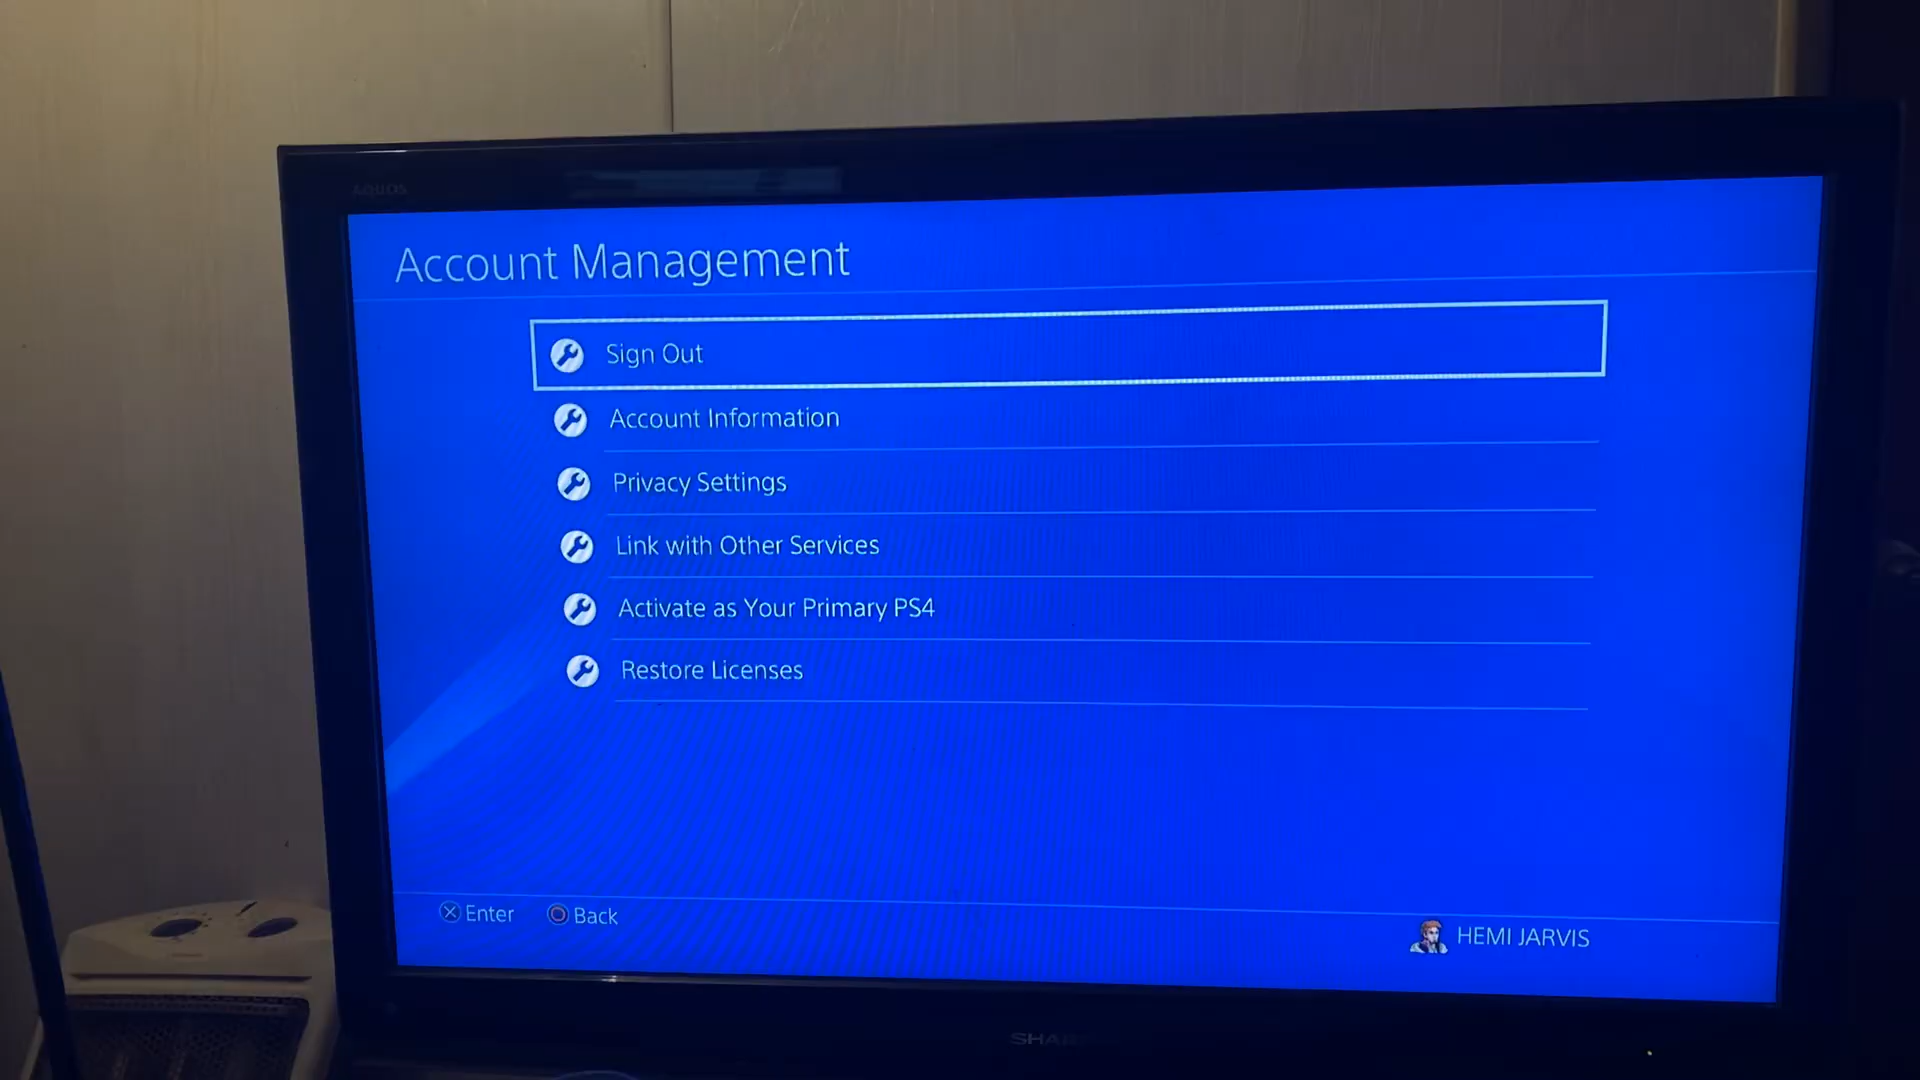 AQUOS
Account Management
Sign Out
Account Information
Privacy Settings
Link with Other Services
Activate as Your Primary PS4
Restore Licenses
Enter
Back
HEMI JARVIS